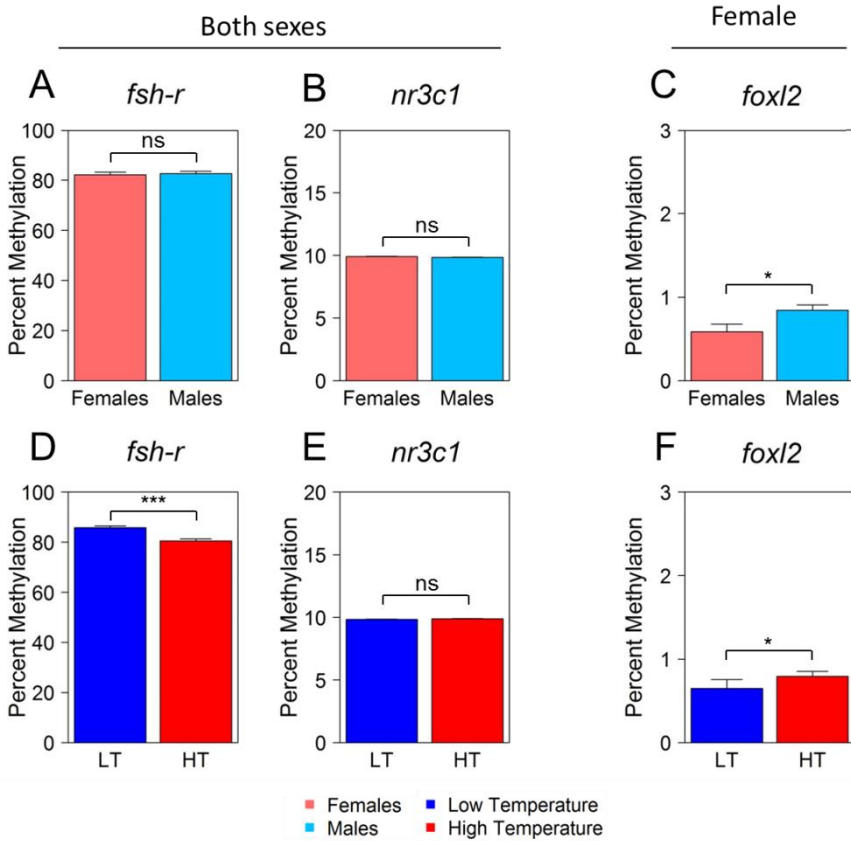 Both sexes
Female
A
fsh-r
B
nr3c1
C
foxl2
Percent Methylation
100
80
60
40
20
0
ns
Females
Males
Percent Methylation
20
15
10
5
0
ns
Females
Males
Percent Methylation
3
2
1
0
*
Females
Males
D
fsh-r
E
nr3c1
F
foxl2
Percent Methylation
100
80
60
40
20
0
***
LT
HT
Percent Methylation
20
15
10
5
0
ns
LT
HT
Percent Methylation
3
2
1
0
*
LT
HT
Females
Low Temperature
Males
High Temperature